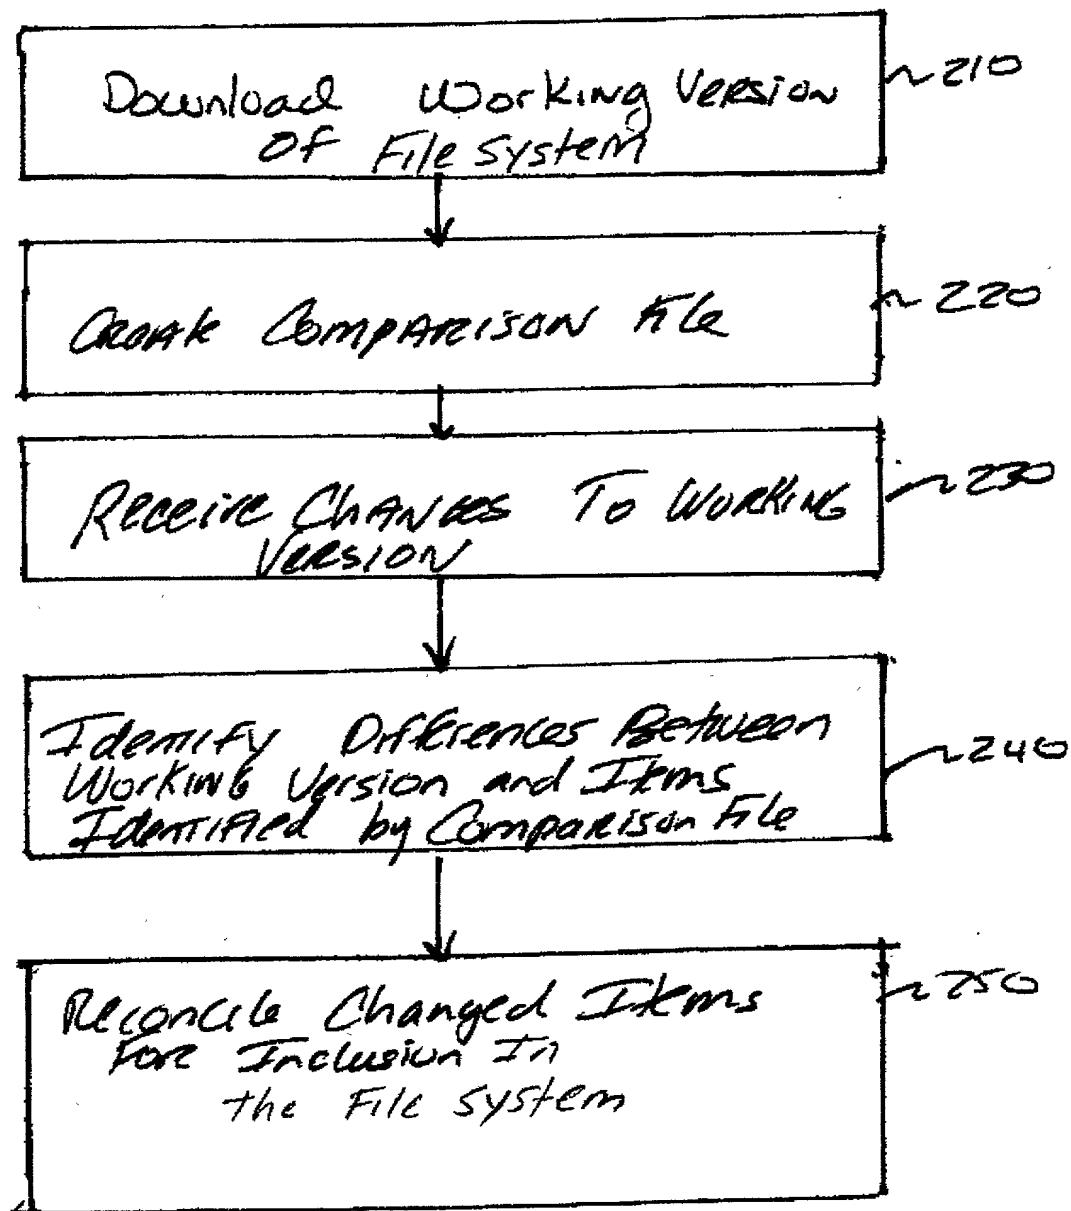 Download Working Version
Of File System
210
Create Comparison File
220
Receive Changes To Working
Version
230
Identify Differences Between
Working Version and Items
Identified by Comparison File
240
Reconcile Changed Items
For Inclusion In
the File System
250